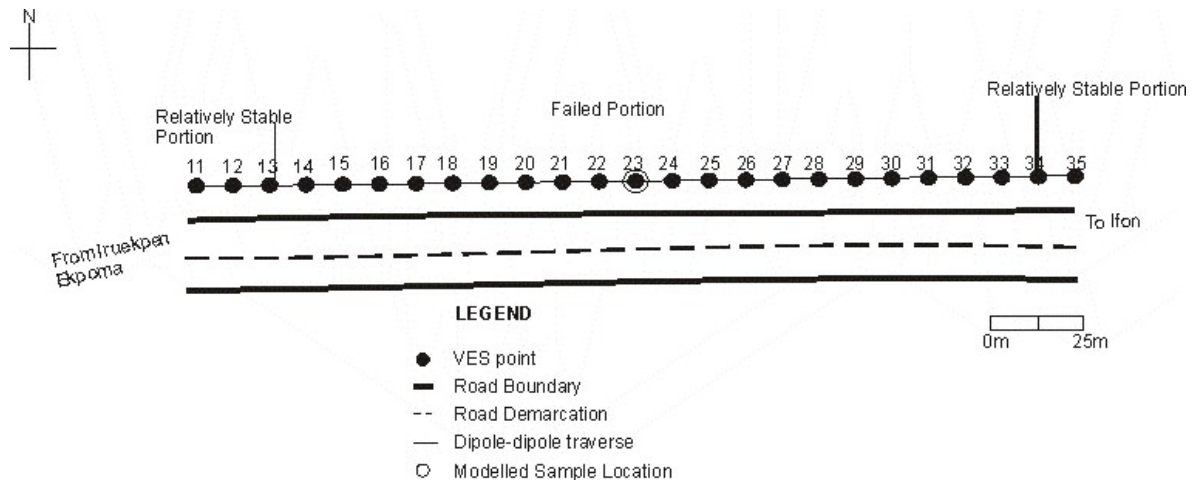 N
Relatively Stable Portion
Failed Portion
Relatively Stable
Portion
11 12 13 14 15 16 17 18 19 20 21 22 23 24 25 26 27 28 29 30 31 32 33 34 35
To Ifon
From Iruekpen
Ekpoma
LEGEND
0m 25m
VES point
Road Boundary
Road Demarcation
Dipole-dipole traverse
Modelled Sample Location